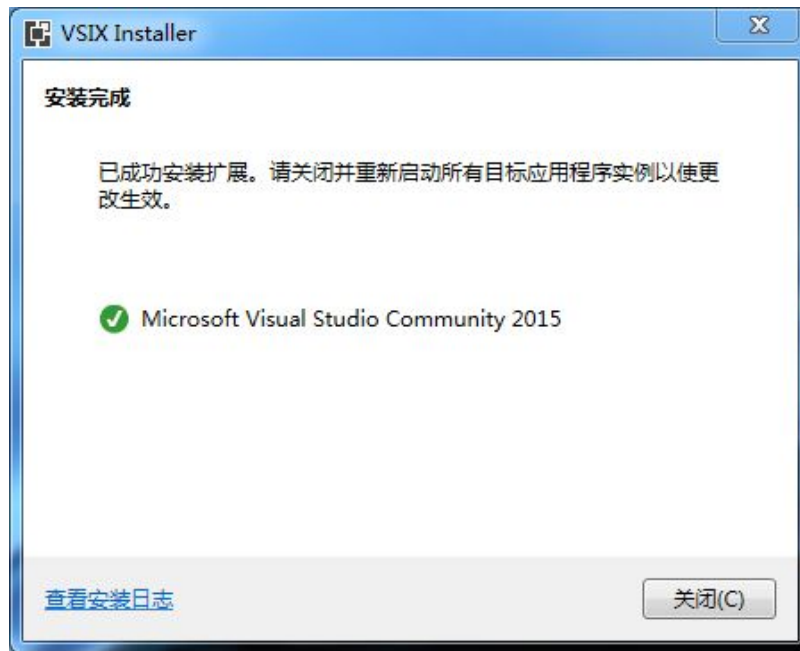 VSIX Installer
安装完成
已成功安装扩展。请关闭并重新启动所有目标应用程序实例以使更
改生效。
Microsoft Visual Studio Community 2015
查看安装日志
关闭(C)